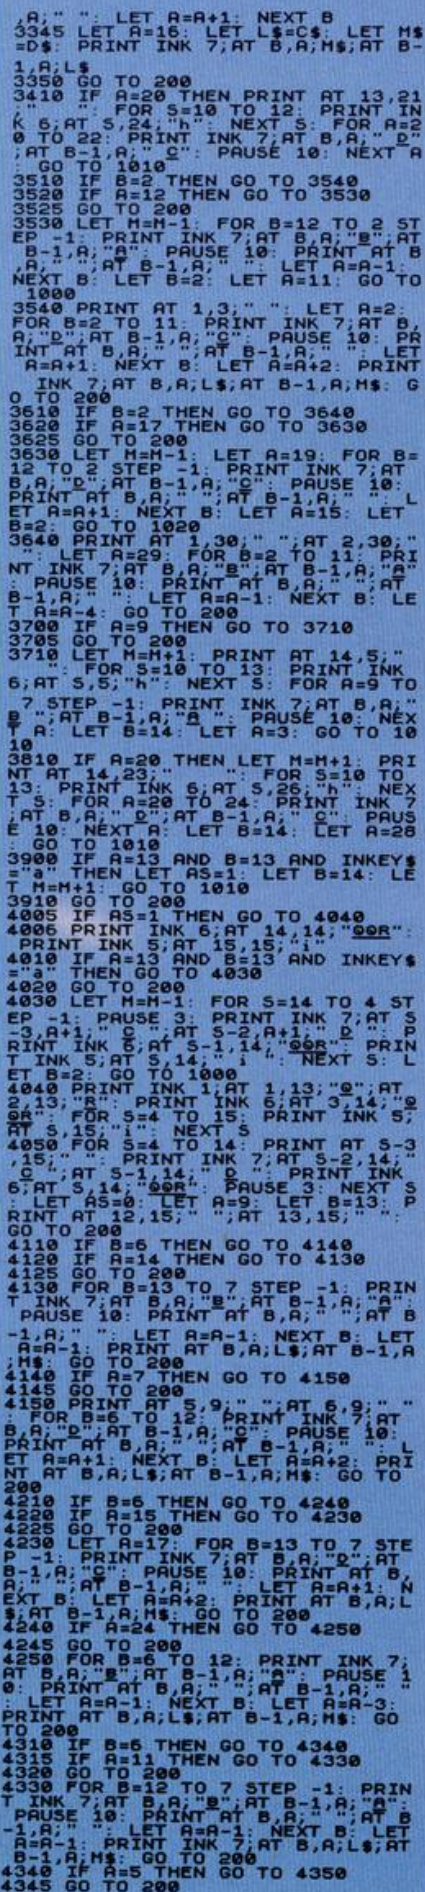 ,A;" ": LET A=A+1: NEXT B
3345 LET A=16: LET L$=C$: LET M$
=D$: PRINT INK 7;AT B,A;M$;AT B-
1,A;L$
3350 GO TO 200
3410 IF A=20 THEN PRINT AT 13,21
;" ": FOR S=10 TO 12: PRINT IN
K 6;AT S,24;"h": NEXT S: FOR A=2
0 TO 22: PRINT INK 7;AT B,A;" D"
;AT B-1,A;" C": PAUSE 10: NEXT A
: GO TO 1010
3510 IF B=2 THEN GO TO 3540
3520 IF A=12 THEN GO TO 3530
3525 GO TO 200
3530 LET M=M-1: FOR B=12 TO 2 ST
EP -1: PRINT INK 7;AT B,A;"B";AT
B-1,A;"A": PAUSE 10: PRINT AT B
,A;" ";AT B-1,A;" ": LET A=A-1:
NEXT B: LET B=2: LET A=11: GO TO
1000
3540 PRINT AT 1,3;" ": LET A=2:
FOR B=2 TO 11: PRINT INK 7;AT B,
A;"D";AT B-1,A;"C": PAUSE 10: PR
INT AT B,A;" ";AT B-1,A;" ": LET
A=A+1: NEXT B: LET A=A+2: PRINT
INK 7;AT B,A;L$;AT B-1,A;M$: G
O TO 200
3610 IF B=2 THEN GO TO 3640
3620 IF A=17 THEN GO TO 3630
3625 GO TO 200
3630 LET M=M-1: LET A=19: FOR B=
12 TO 2 STEP -1: PRINT INK 7;AT
B,A;"D";AT B-1,A;"C": PAUSE 10:
PRINT AT B,A;" ";AT B-1,A;" ": L
ET A=A+1: NEXT B: LET A=15: LET
B=2: GO TO 1020
3640 PRINT AT 1,30;" ";AT 2,30;"
": LET A=29: FOR B=2 TO 11: PRI
NT INK 7;AT B,A;"B";AT B-1,A;"A"
: PAUSE 10: PRINT AT B,A;" ";AT
B-1,A;" ": LET A=A-1: NEXT B: LE
T A=A-4: GO TO 200
3700 IF A=9 THEN GO TO 3710
3705 GO TO 200
3710 LET M=M+1: PRINT AT 14,5;"
": FOR S=10 TO 13: PRINT INK
6;AT S,5;"h": NEXT S: FOR A=9 TO
7 STEP -1: PRINT INK 7;AT B,A;"
B ";AT B-1,A;"A ": PAUSE 10: NEX
T A: LET B=14: LET A=3: GO TO 10
10
3810 IF A=20 THEN LET M=M+1: PRI
NT AT 14,23;" ": FOR S=10 TO
13: PRINT INK 6;AT S,26;"h": NEX
T S: FOR A=20 TO 24: PRINT INK 7
;AT B,A;" D";AT B-1,A;" C": PAUS
E 10: NEXT A: LET B=14: LET A=28
: GO TO 1010
3900 IF A=13 AND B=13 AND INKEY$
="a" THEN LET AS=1: LET B=14: LE
T M=M+1: GO TO 1010
3910 GO TO 200
4005 IF AS=1 THEN GO TO 4040
4006 PRINT INK 6;AT 14,14;"QQR":
PRINT INK 5;AT 15,15;"i"
4010 IF A=13 AND B=13 AND INKEY$
="a" THEN GO TO 4030
4020 GO TO 200
4030 LET M=M-1: FOR S=14 TO 4 ST
EP -1: PAUSE 3: PRINT INK 7;AT S
-3,A+1;" C ";AT S-2,A+1;" D ": P
RINT INK 6;AT S-1,14;"QQR": PRIN
T INK 5;AT S,14;" i ": NEXT S: L
ET B=2: GO TO 1000
4040 PRINT INK 1;AT 1,13;"Q";AT
2,13;"R": PRINT INK 6;AT 3,14;"Q
QR": FOR S=4 TO 15: PRINT INK 5;
AT S,15;"i": NEXT S
4050 FOR S=4 TO 14: PRINT AT S-3
,15;" ": PRINT INK 7;AT S-2,14;"
C ";AT S-1,14;" D ": PRINT INK
6;AT S,14;"QQR": PAUSE 3: NEXT S
: LET AS=0: LET A=9: LET B=13: P
RINT AT 12,15;" ";AT 13,15;" ":
GO TO 200
4110 IF B=6 THEN GO TO 4140
4120 IF A=14 THEN GO TO 4130
4125 GO TO 200
4130 FOR B=13 TO 7 STEP -1: PRIN
T INK 7;AT B,A;"B";AT B-1,A;"A":
PAUSE 10: PRINT AT B,A;" ";AT B
-1,A;" ": LET A=A-1: NEXT B: LET
A=A-1: PRINT AT B,A;L$;AT B-1,A
;M$: GO TO 200
4140 IF A=7 THEN GO TO 4150
4145 GO TO 200
4150 PRINT AT 5,9;" ";AT 6,9;" "
: FOR B=6 TO 12: PRINT INK 7;AT
B,A;"D";AT B-1,A;"C": PAUSE 10:
PRINT AT B,A;" ";AT B-1,A;" ": L
ET A=A+1: NEXT B: LET A=A+2: PRI
NT AT B,A;L$;AT B-1,A;M$: GO TO
200
4210 IF B=6 THEN GO TO 4240
4220 IF A=15 THEN GO TO 4230
4225 GO TO 200
4230 LET A=17: FOR B=13 TO 7 STE
P -1: PRINT INK 7;AT B,A;"D";AT
B-1,A;"C": PAUSE 10: PRINT AT B,
A;" ";AT B-1,A;" ": LET A=A+1: N
EXT B: LET A=A+2: PRINT AT B,A;L
$;AT B-1,A;M$: GO TO 200
4240 IF A=24 THEN GO TO 4250
4245 GO TO 200
4250 FOR B=6 TO 12: PRINT INK 7;
AT B,A;"B";AT B-1,A;"A": PAUSE 1
0: PRINT AT B,A;" ";AT B-1,A;" "
: LET A=A-1: NEXT B: LET A=A-3:
PRINT AT B,A;L$;AT B-1,A;M$: GO
TO 200
4310 IF B=6 THEN GO TO 4340
4315 IF A=11 THEN GO TO 4330
4320 GO TO 200
4330 FOR B=12 TO 7 STEP -1: PRIN
T INK 7;AT B,A;"B";AT B-1,A;"A":
PAUSE 10: PRINT AT B,A;" ";AT B
-1,A;" ": LET A=A-1: NEXT B: LET
A=A-1: PRINT INK 7;AT B,A;L$;AT
B-1,A;M$: GO TO 200
4340 IF A=5 THEN GO TO 4350
4345 GO TO 200